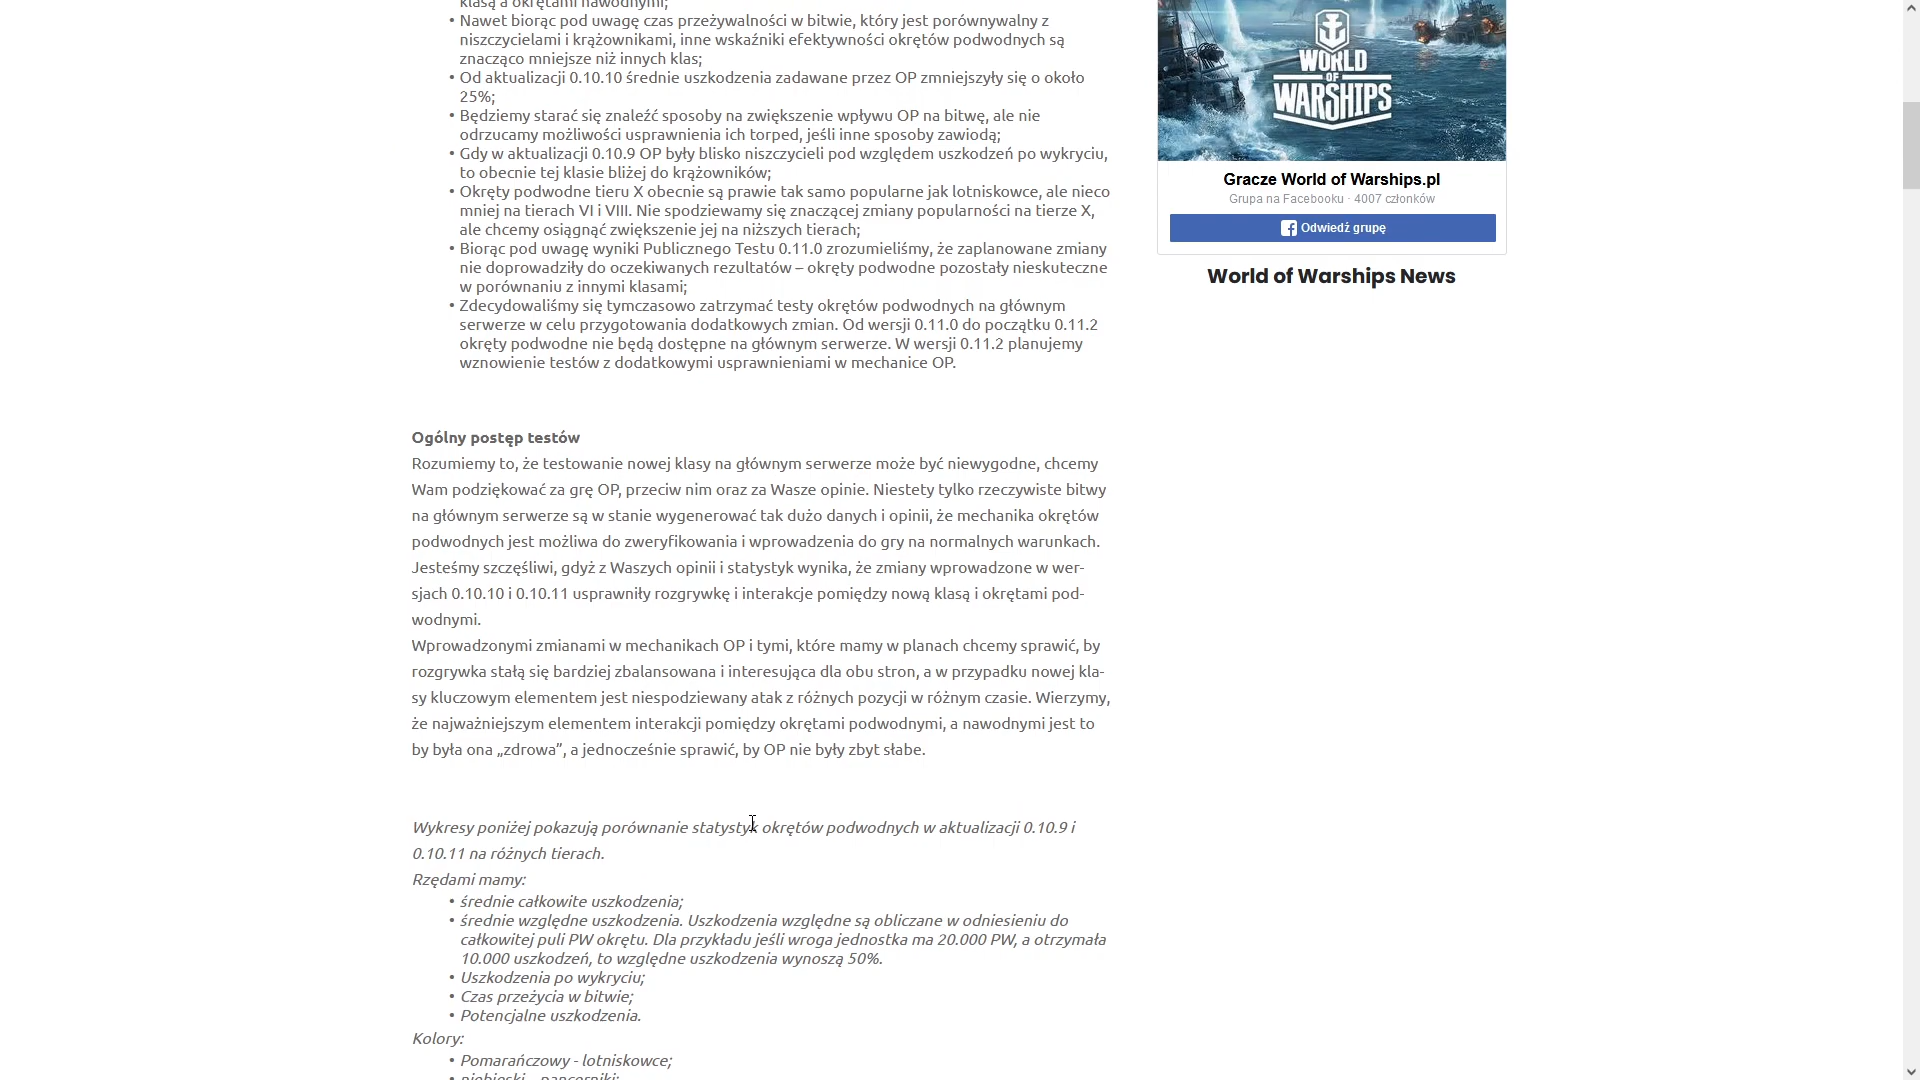 klasą a okrętami nawodnymi;
• Nawet biorąc pod uwagę czas przeżywalności w bitwie, który jest porównywalny z
niszczycielami i krążownikami, inne wskaźniki efektywności okrętów podwodnych są
znacząco mniejsze niż innych klas;
• Od aktualizacji 0.10.10 średnie uszkodzenia zadawane przez OP zmniejszyły się o około
25%;
• Będziemy starać się znaleźć sposoby na zwiększenie wpływu OP na bitwę, ale nie
odrzucamy możliwości usprawnienia ich torped, jeśli inne sposoby zawiodą;
• Gdy w aktualizacji 0.10.9 OP były blisko niszczycieli pod względem uszkodzeń po wykryciu,
to obecnie tej klasie bliżej do krążowników;
• Okręty podwodne tieru X obecnie są prawie tak samo popularne jak lotniskowce, ale nieco
mniej na tierach VI i VIII. Nie spodziewamy się znaczącej zmiany popularności na tierze X,
ale chcemy osiągnąć zwiększenie jej na niższych tierach;
• Biorąc pod uwagę wyniki Publicznego Testu 0.11.0 zrozumieliśmy, że zaplanowane zmiany
nie doprowadziły do oczekiwanych rezultatów – okręty podwodne pozostały nieskuteczne
w porównaniu z innymi klasami;
• Zdecydowaliśmy się tymczasowo zatrzymać testy okrętów podwodnych na głównym
serwerze w celu przygotowania dodatkowych zmian. Od wersji 0.11.0 do początku 0.11.2
okręty podwodne nie będą dostępne na głównym serwerze. W wersji 0.11.2 planujemy
wznowienie testów z dodatkowymi usprawnieniami w mechanice OP.
Ogólny postęp testów
Rozumiemy to, że testowanie nowej klasy na głównym serwerze może być niewygodne, chcemy
Wam podziękować za grę OP, przeciw nim oraz za Wasze opinie. Niestety tylko rzeczywiste bitwy
na głównym serwerze są w stanie wygenerować tak dużo danych i opinii, że mechanika okrętów
podwodnych jest możliwa do zweryfikowania i wprowadzenia do gry na normalnych warunkach.
Jesteśmy szczęśliwi, gdyż z Waszych opinii i statystyk wynika, że zmiany wprowadzone w wer-
sjach 0.10.10 i 0.10.11 usprawniły rozgrywkę i interakcje pomiędzy nową klasą i okrętami pod-
wodnymi.
Wprowadzonymi zmianami w mechanikach OP i tymi, które mamy w planach chcemy sprawić, by
rozgrywka stałą się bardziej zbalansowana i interesująca dla obu stron, a w przypadku nowej kla-
sy kluczowym elementem jest niespodziewany atak z różnych pozycji w różnym czasie. Wierzymy,
że najważniejszym elementem interakcji pomiędzy okrętami podwodnymi, a nawodnymi jest to
by była ona „zdrowa”, a jednocześnie sprawić, by OP nie były zbyt słabe.
Wykresy poniżej pokazują porównanie statystyk okrętów podwodnych w aktualizacji 0.10.9 i
0.10.11 na różnych tierach.
Rzędami mamy:
• średnie całkowite uszkodzenia;
• średnie względne uszkodzenia. Uszkodzenia względne są obliczane w odniesieniu do
całkowitej puli PW okrętu. Dla przykładu jeśli wroga jednostka ma 20.000 PW, a otrzymała
10.000 uszkodzeń, to względne uszkodzenia wynoszą 50%.
• Uszkodzenia po wykryciu;
• Czas przeżycia w bitwie;
• Potencjalne uszkodzenia.
Kolory:
• Pomarańczowy - lotniskowce;
• niebieski – pancerniki;
WORLD
OF
WARSHIPS
Gracze World of Warships.pl
Grupa na Facebooku · 4007 członków
Odwiedź grupę
World of Warships News